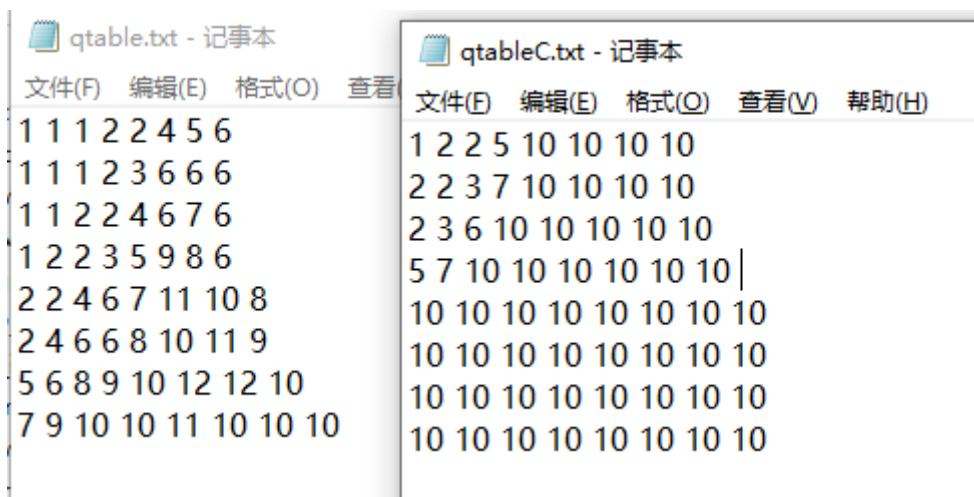 qtable.txt - 记事本
文件(F) 编辑(E) 格式(O) 查看(
1 1 1 2 2 4 5 6
1 1 1 2 3 6 6 6
1 1 2 2 4 6 7 6
1 2 2 3 5 9 8 6
2 2 4 6 7 11 10 8
2 4 6 6 8 10 11 9
5 6 8 9 10 12 12 10
7 9 10 10 11 10 10 10
qtableC.txt - 记事本
文件(F) 编辑(E) 格式(O) 查看(V) 帮助(H)
1 2 2 5 10 10 10 10
2 2 3 7 10 10 10 10
2 3 6 10 10 10 10 10
5 7 10 10 10 10 10 10
10 10 10 10 10 10 10 10
10 10 10 10 10 10 10 10
10 10 10 10 10 10 10 10
10 10 10 10 10 10 10 10